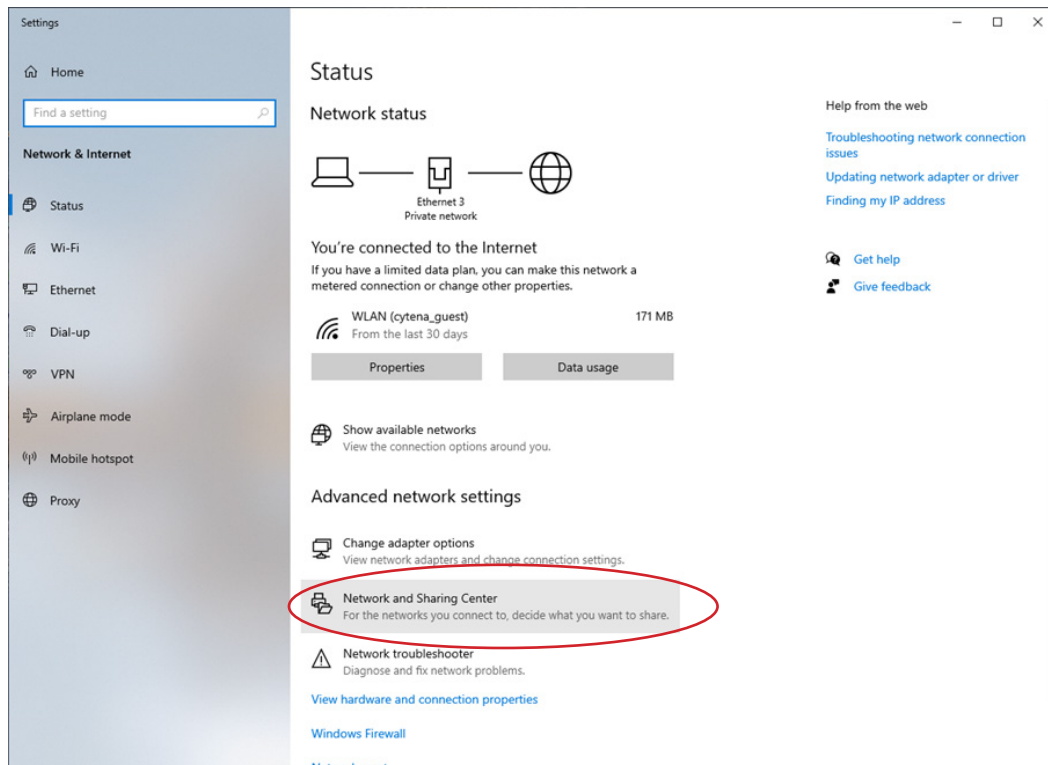 Settings
Home
Find a setting
Network & Internet
Status
Wi-Fi
Ethernet
Dial-up
VPN
Airplane mode
Mobile hotspot
Proxy
Status
Network status
Ethernet 3
Private network
You're connected to the Internet
If you have a limited data plan, you can make this network a
metered connection or change other properties.
WLAN (cytena_guest)
171 MB
From the last 30 days
Properties
Data usage
Show available networks
View the connection options around you.
Advanced network settings
Change adapter options
View network adapters and change connection settings.
Network and Sharing Center
For the networks you connect to, decide what you want to share.
Network troubleshooter
Diagnose and fix network problems.
View hardware and connection properties
Windows Firewall
Help from the web
Troubleshooting network connection
issues
Updating network adapter or driver
Finding my IP address
Get help
Give feedback